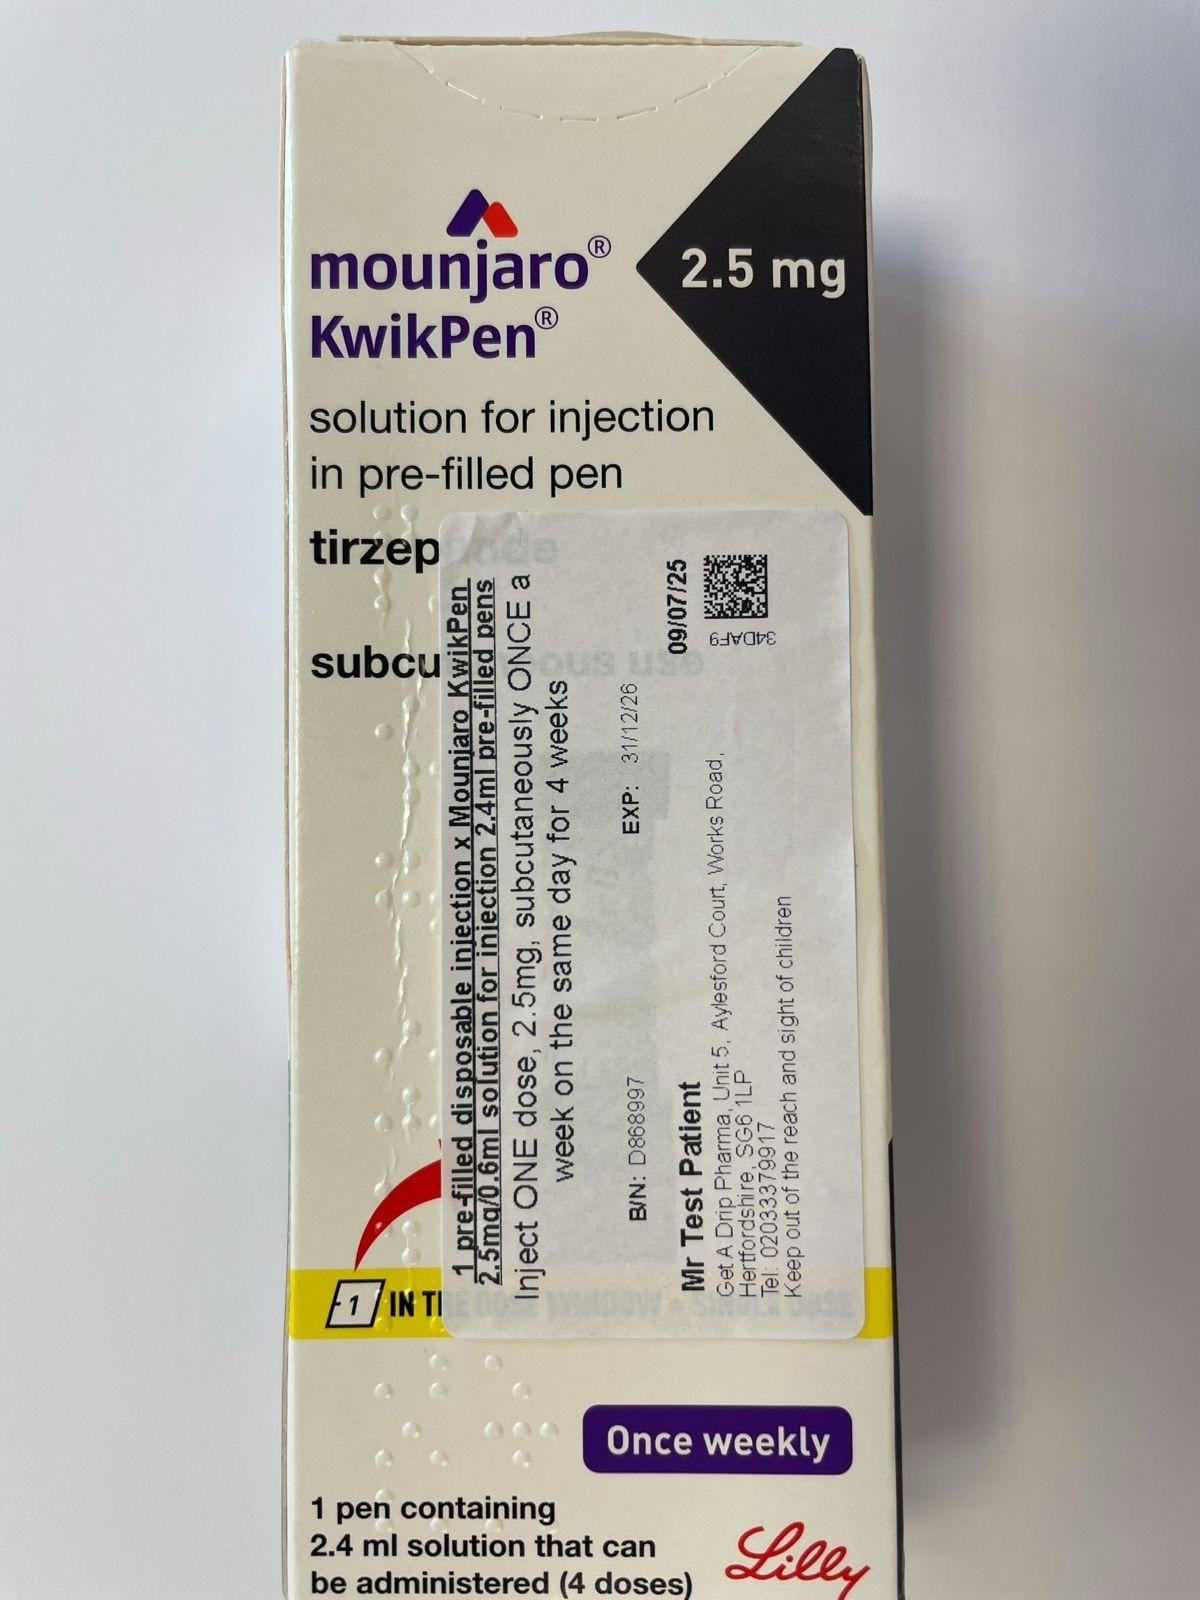 mounjaro®
KwikPen®
2.5 mg
solution for injection
in pre-filled pen
tirzep
subcu
1 pre-filled disposable injection x Mounjaro KwikPen
2.5mg/0.6ml solution for injection 2.4ml pre-filled pens
Inject ONE dose, 2.5mg, subcutaneously ONCE a
week on the same day for 4 weeks
B/N: D868997 EXP: 31/12/26
Mr Test Patient 09/07/25
34DAF9
Get A Drip Pharma, Unit 5, Aylesford Court, Works Road,
Hertfordshire, SG6 1LP
Tel: 02033379917
Keep out of the reach and sight of children
1 IN THE DOSE WINDOW = SINGLE DOSE
Once weekly
1 pen containing
2.4 ml solution that can
be administered (4 doses)
Lilly